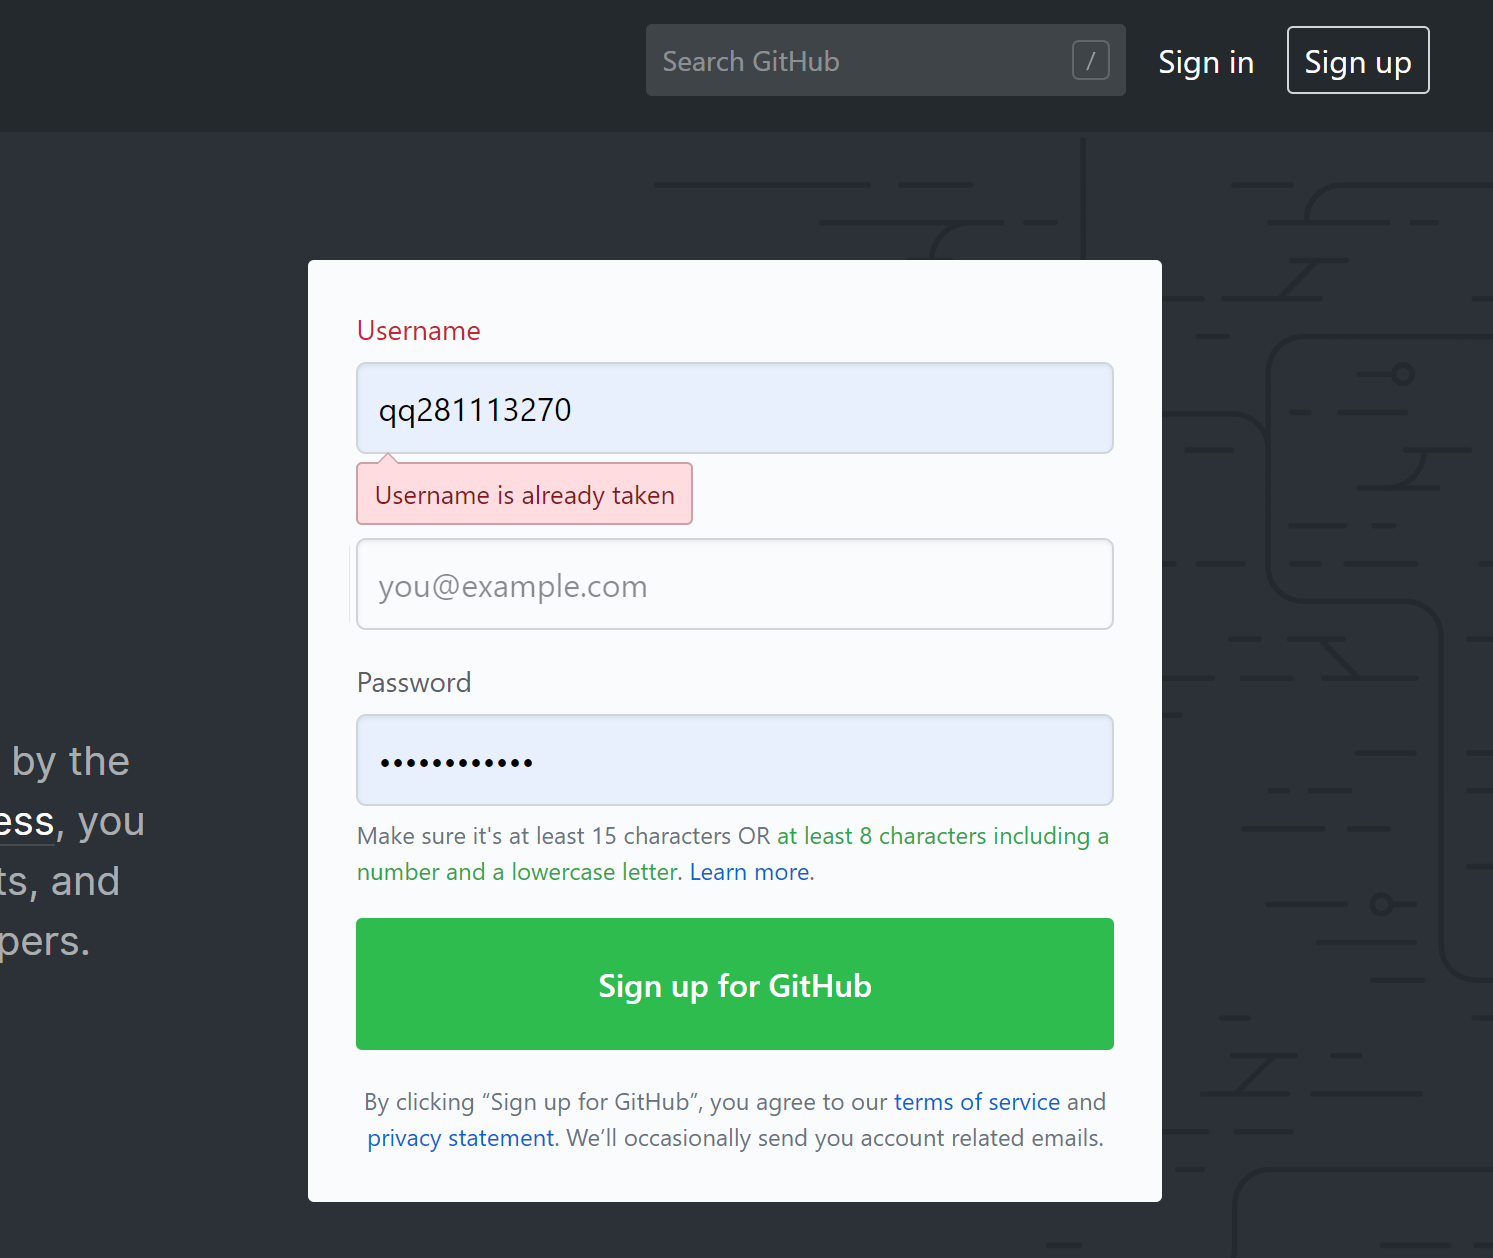 Search GitHub /
Sign in
Sign up
Username
qq281113270
Username is already taken
you@example.com
Password
••••••••••••
Make sure it's at least 15 characters OR at least 8 characters including a
number and a lowercase letter. Learn more.
Sign up for GitHub
By clicking “Sign up for GitHub”, you agree to our terms of service and
privacy statement. We’ll occasionally send you account related emails.
by the
ess, you
ts, and
pers.